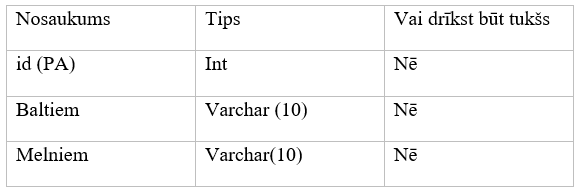 Nosaukums Tips Vai drīkst būt tukšs
id (PA) Int Nē
Baltiem Varchar (10) Nē
Melniem Varchar(10) Nē